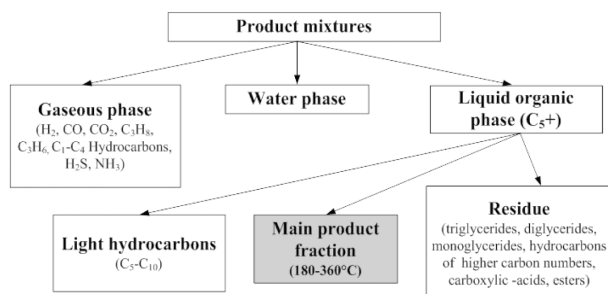 Product mixtures
Gaseous phase
(H₂, CO, CO₂, C₃H₈,
C₃H₆, C₁-C₄ Hydrocarbons,
H₂S, NH₃)
Water phase
Liquid organic
phase (C₅+)
Light hydrocarbons
(C₅-C₁₀)
Main product
fraction
(180-360°C)
Residue
(triglycerides, diglycerides,
monoglycerides, hydrocarbons
of higher carbon numbers,
carboxylic -acids, esters)